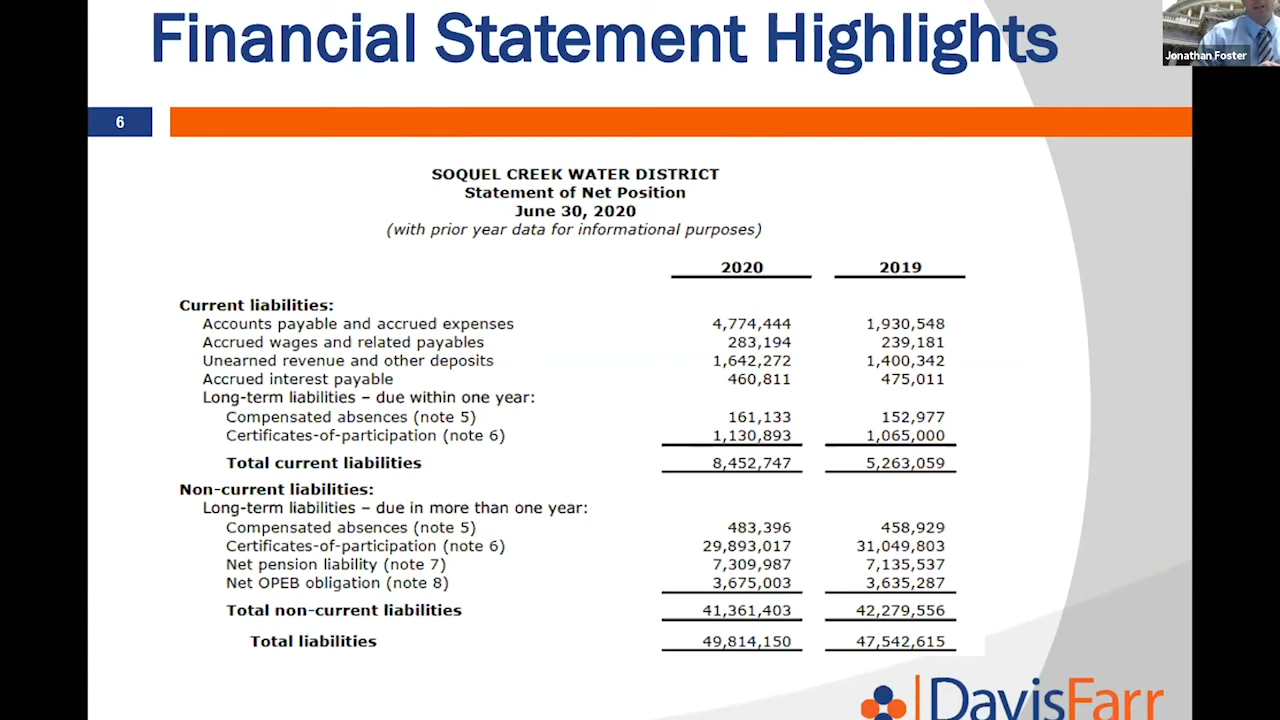 Financial Statement Highlights
Jonathan Foster
6
SOQUEL CREEK WATER DISTRICT
Statement of Net Position
June 30, 2020
(with prior year data for informational purposes)
2020 2019
Current liabilities:
Accounts payable and accrued expenses 4,774,444 1,930,548
Accrued wages and related payables 283,194 239,181
Unearned revenue and other deposits 1,642,272 1,400,342
Accrued interest payable 460,811 475,011
Long-term liabilities – due within one year:
Compensated absences (note 5) 161,133 152,977
Certificates-of-participation (note 6) 1,130,893 1,065,000
Total current liabilities 8,452,747 5,263,059
Non-current liabilities:
Long-term liabilities – due in more than one year:
Compensated absences (note 5) 483,396 458,929
Certificates-of-participation (note 6) 29,893,017 31,049,803
Net pension liability (note 7) 7,309,987 7,135,537
Net OPEB obligation (note 8) 3,675,003 3,635,287
Total non-current liabilities 41,361,403 42,279,556
Total liabilities 49,814,150 47,542,615
DavisFarr